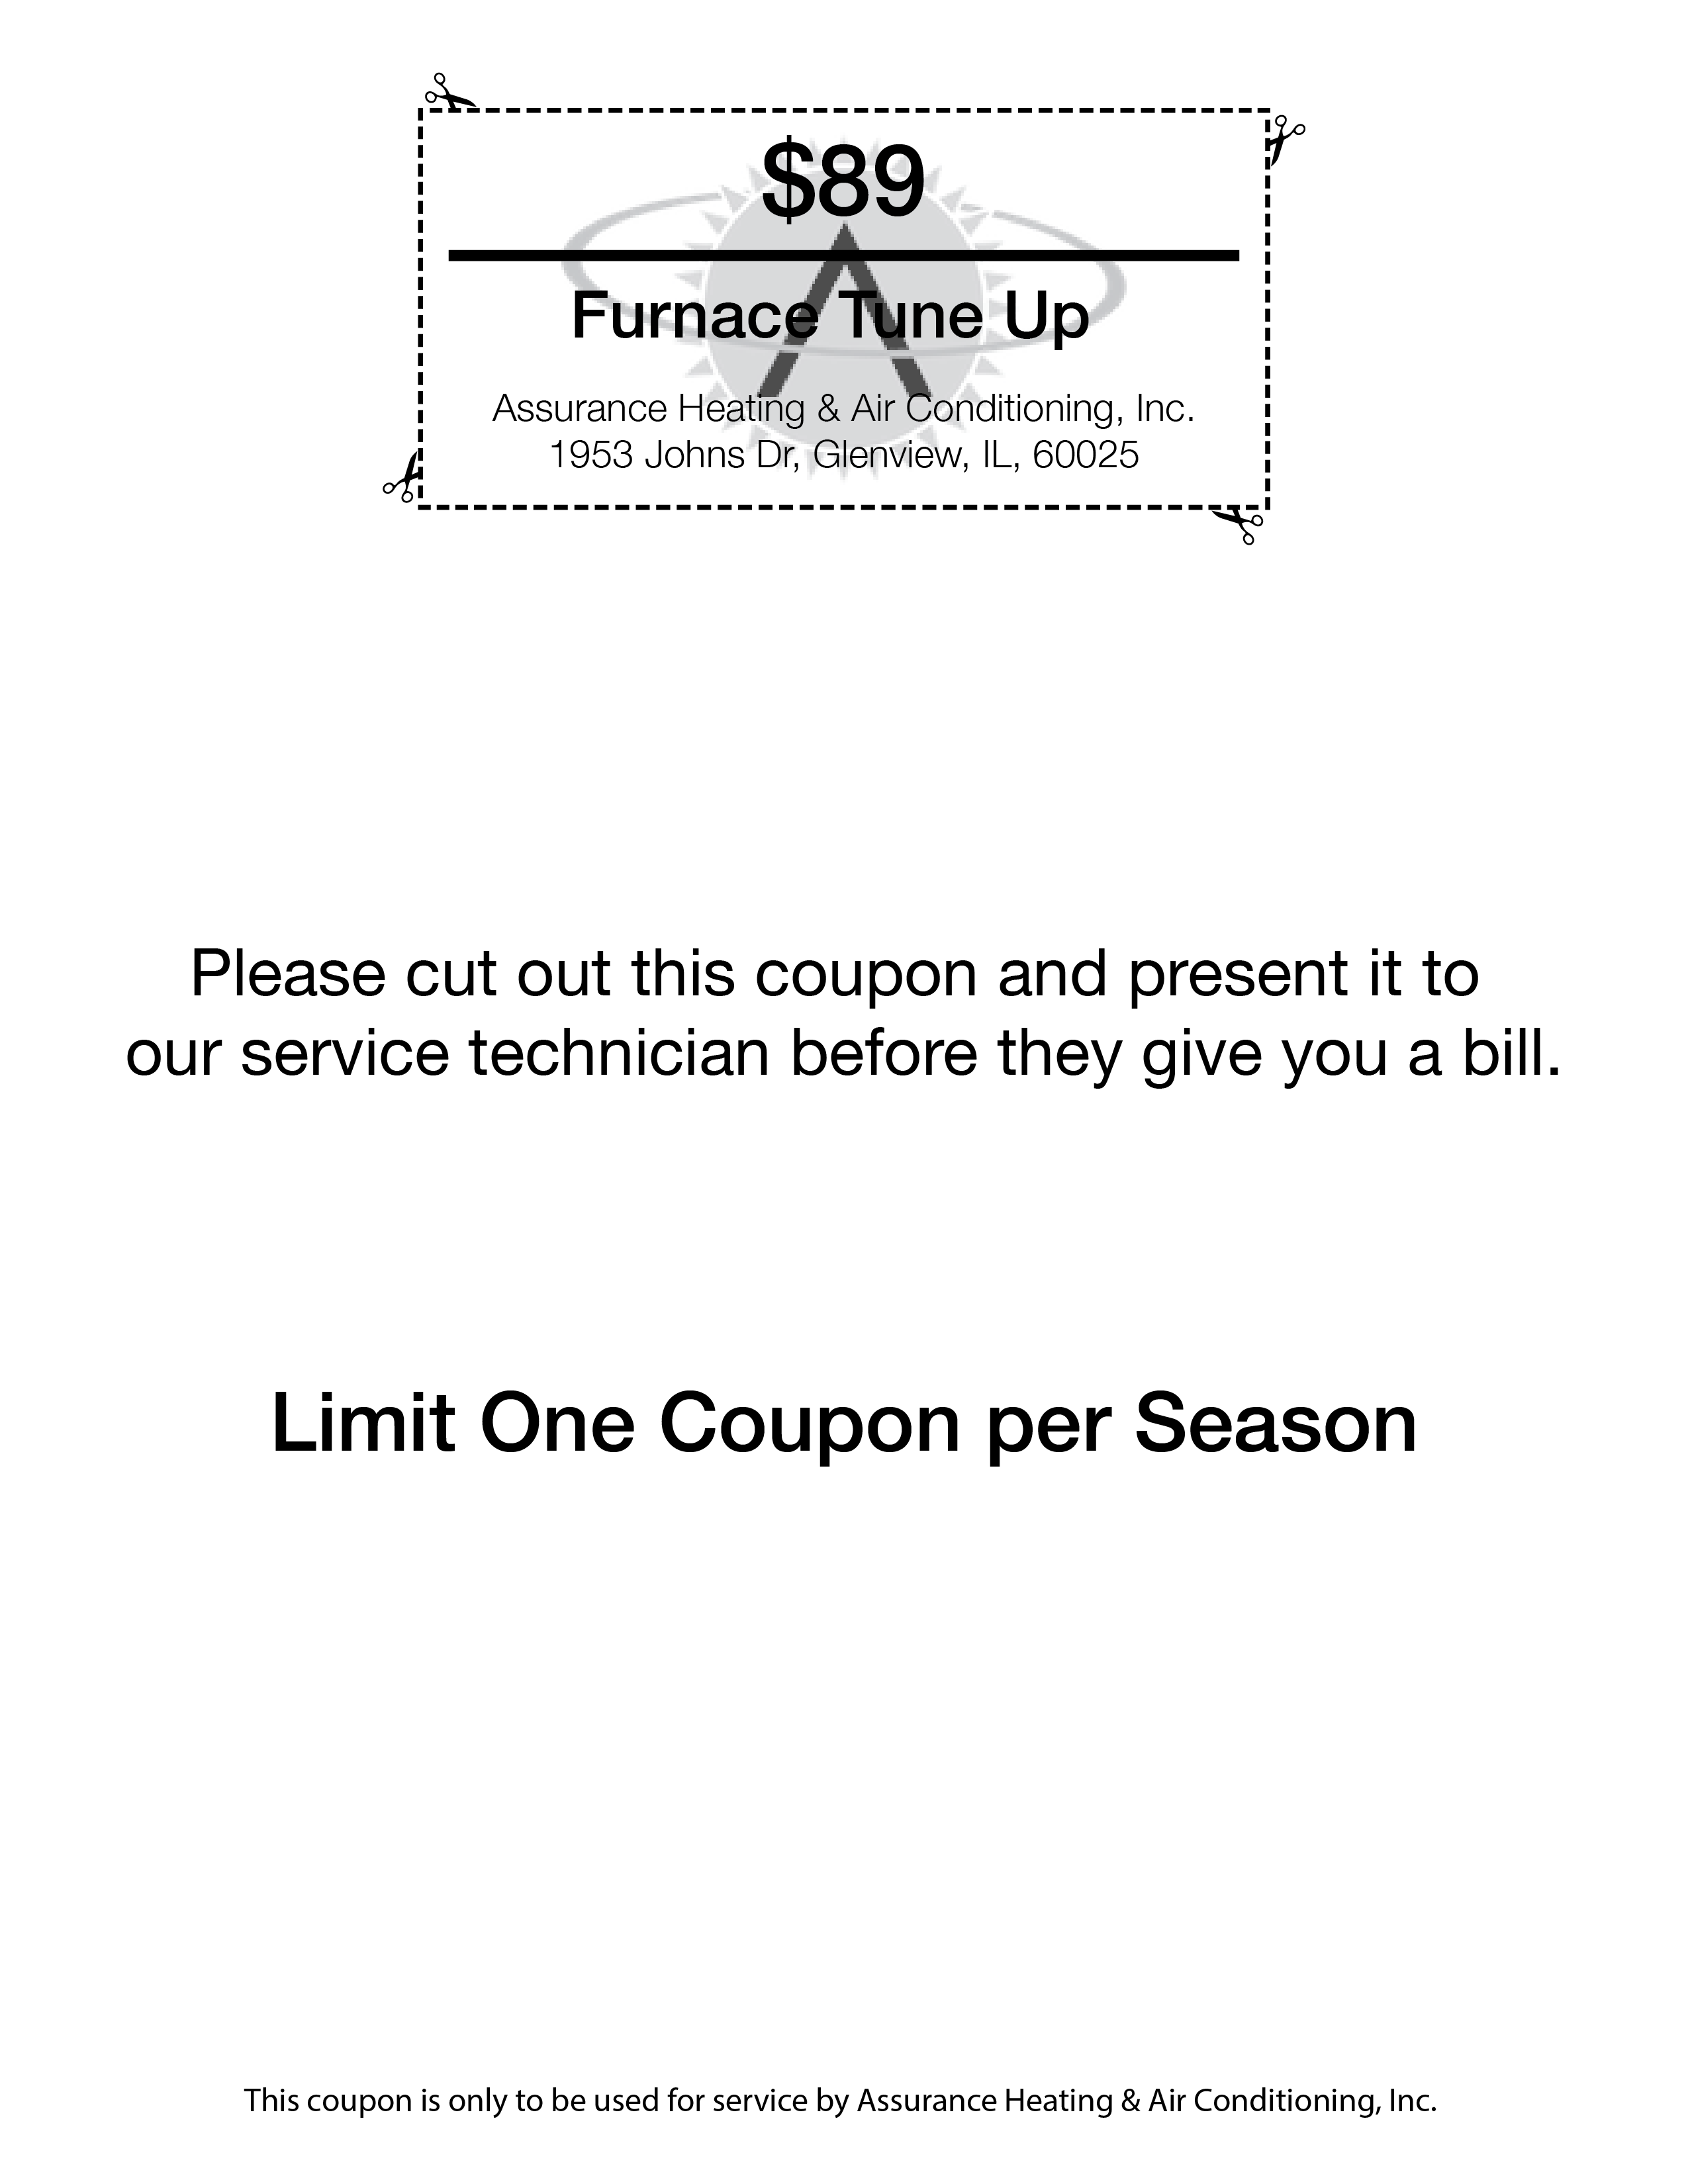 $89
Furnace Tune Up
Assurance Heating & Air Conditioning, Inc.
1953 Johns Dr, Glenview, IL, 60025
Please cut out this coupon and present it to
our service technician before they give you a bill.
Limit One Coupon per Season
This coupon is only to be used for service by Assurance Heating & Air Conditioning, Inc.